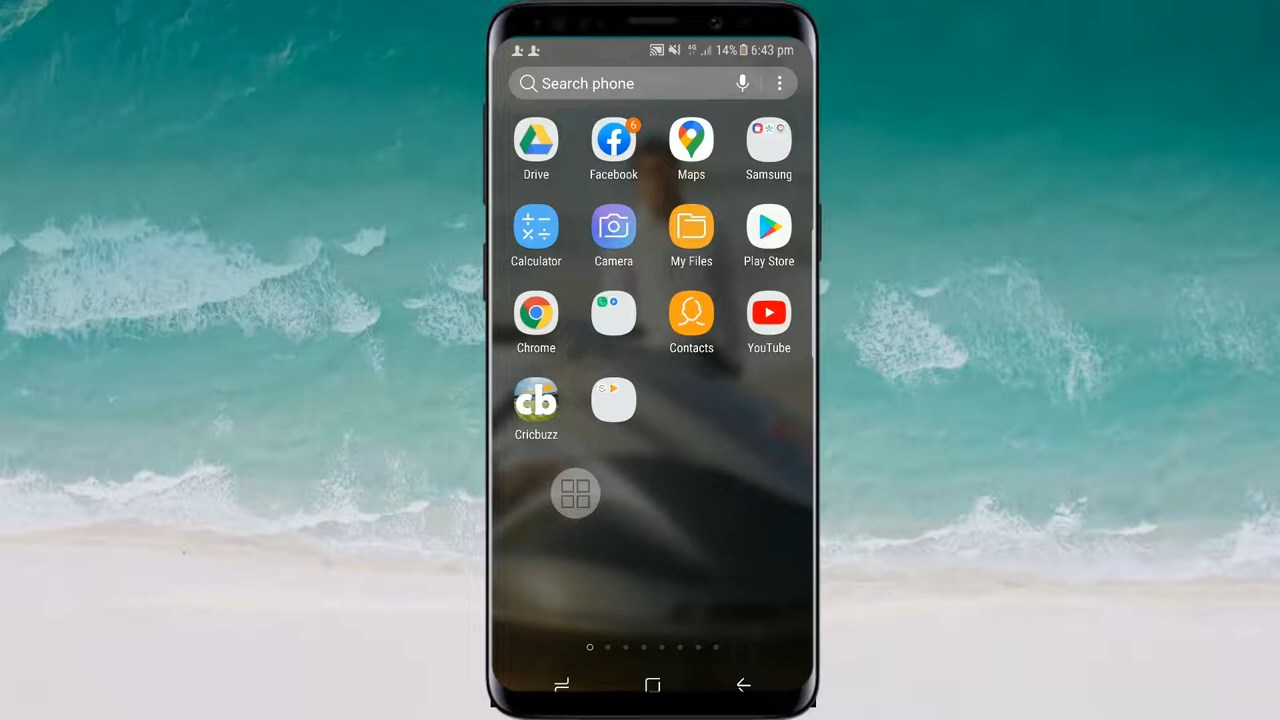 4G 14% 6:43 pm
Search phone
6
Drive Facebook Maps Samsung
Calculator Camera My Files Play Store
Chrome Contacts YouTube
cb
Cricbuzz